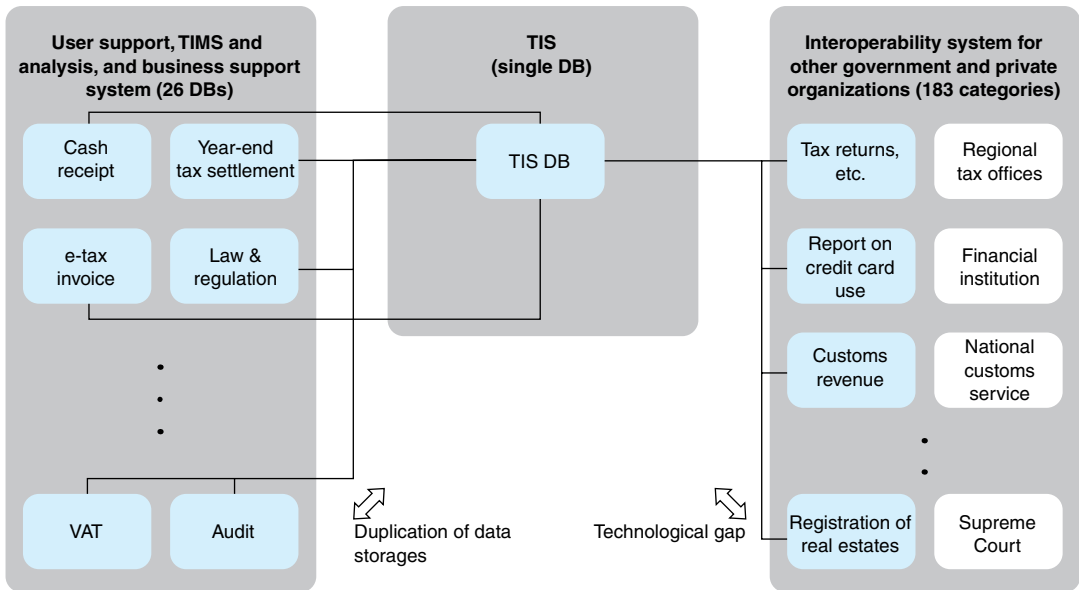 User support, TIMS and
analysis, and business support
system (26 DBs)
Cash
receipt
Year-end
tax settlement
e-tax
invoice
Law &
regulation
VAT
Audit
TIS
(single DB)
TIS DB
Duplication of data
storages
Technological gap
Interoperability system for
other government and private
organizations (183 categories)
Tax returns,
etc.
Regional
tax offices
Report on
credit card
use
Financial
institution
Customs
revenue
National
customs
service
Registration of
real estates
Supreme
Court